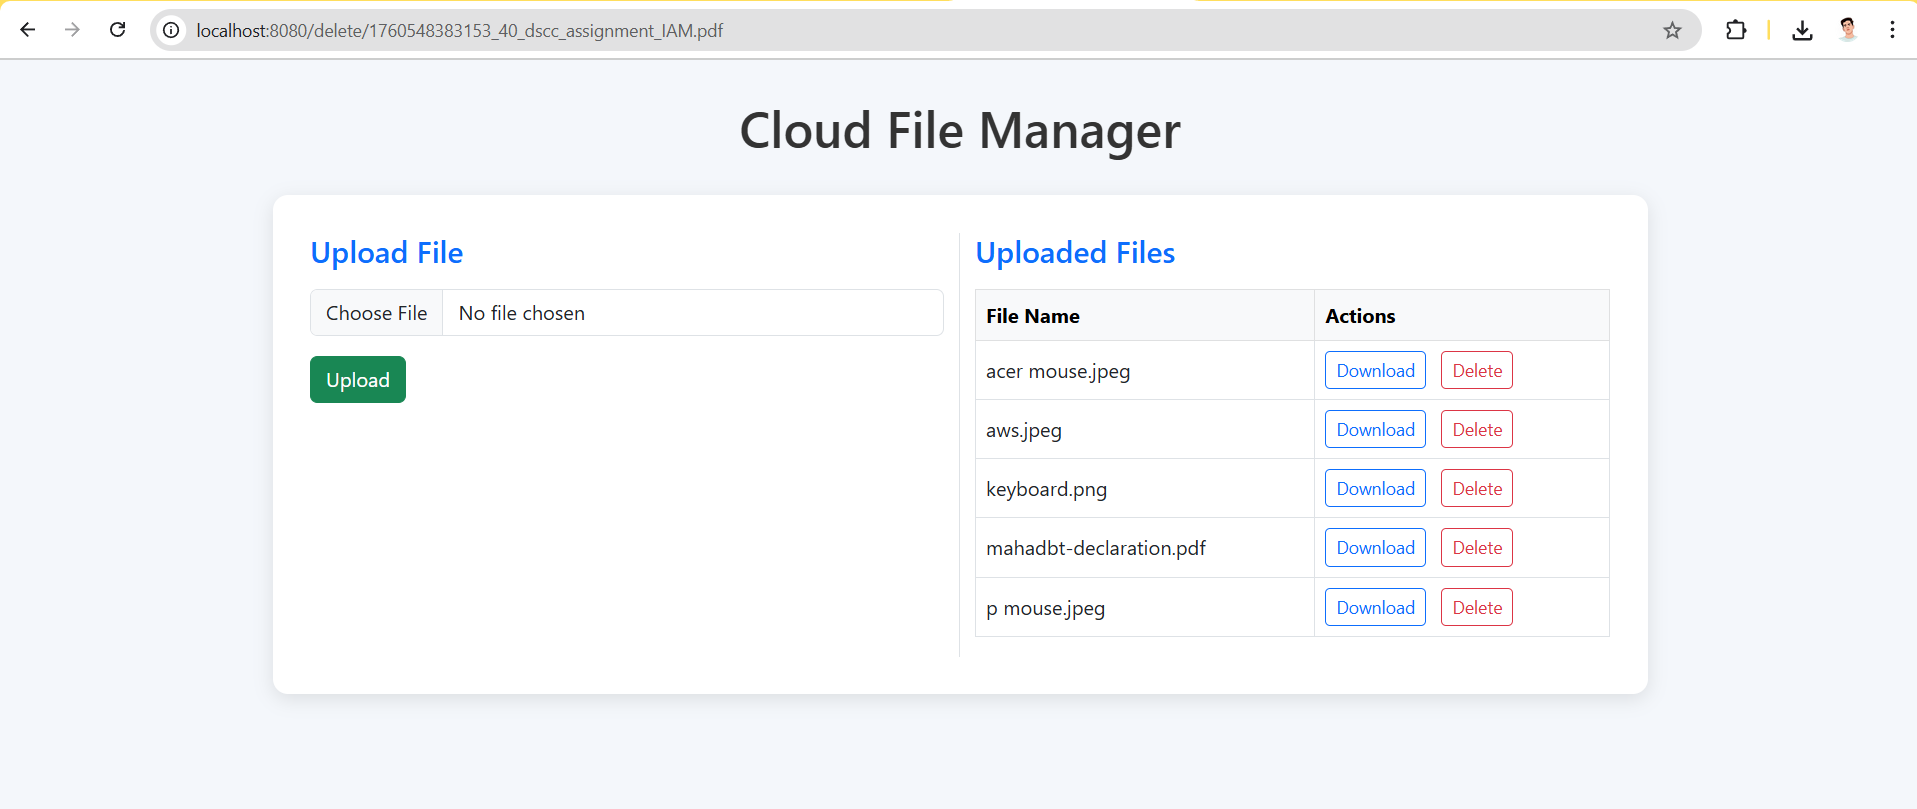 localhost:8080/delete/1760548383153_40_dscc_assignment_IAM.pdf
Cloud File Manager
Upload File
Choose File No file chosen
Upload
Uploaded Files
File Name Actions
acer mouse.jpeg Download Delete
aws.jpeg Download Delete
keyboard.png Download Delete
mahadbt-declaration.pdf Download Delete
p mouse.jpeg Download Delete